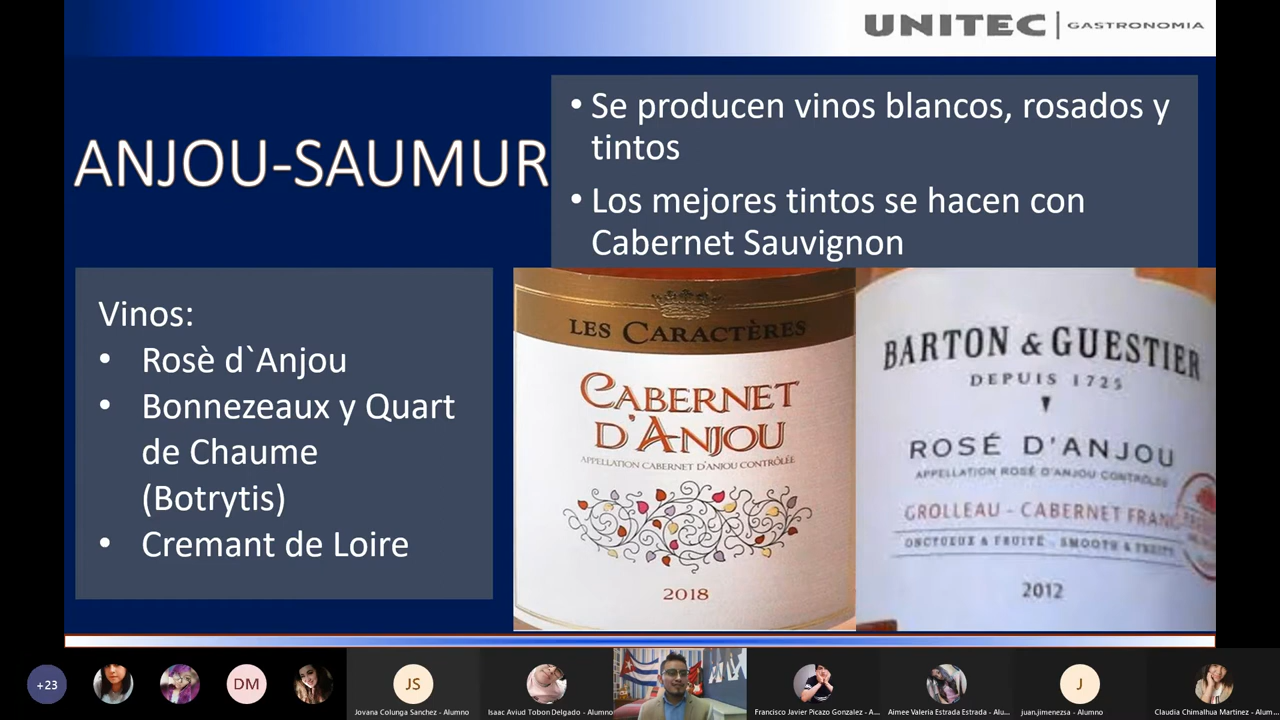 UNITEC | GASTRONOMIA
ANJOU-SAUMUR
• Se producen vinos blancos, rosados y
tintos
• Los mejores tintos se hacen con
Cabernet Sauvignon
Vinos:
• Rosè d`Anjou
• Bonnezeaux y Quart
de Chaume
(Botrytis)
• Cremant de Loire
LES CARACTÈRES
CABERNET
D'ANJOU
APPELLATION CABERNET D'ANJOU CONTRÔLÉE
2018
BARTON & GUESTIER
DEPUIS 1725
ROSÉ D'ANJOU
APPELLATION ROSÉ D'ANJOU CONTRÔLÉE
GROLLEAU - CABERNET FRANC
ONCTUEUX & FRUITÉ - SMOOTH & FRUITY
2012
+23
DM
JS
J
Jovana Colunga Sanchez - Alumno
Isaac Aviud Tobon Delgado - Alumno
Francisco Javier Picazo Gonzalez - A...
Aimee Valeria Estrada Estrada - Alu...
juan.jimenezsa - Alumno
Claudia Chimalhua Martinez - Alum...